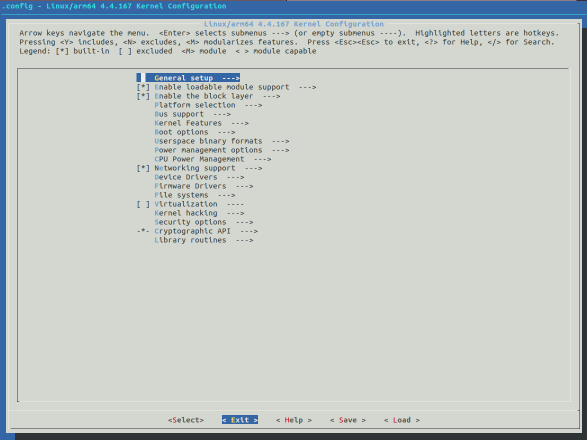 .config - Linux/arm64 4.4.167 Kernel Configuration
Linux/arm64 4.4.167 Kernel Configuration
Arrow keys navigate the menu.  <Enter> selects submenus ---> (or empty submenus ----).  Highlighted letters are hotkeys.
Pressing <Y> includes, <N> excludes, <M> modularizes features.  Press <Esc><Esc> to exit, <?> for Help, </> for Search.
Legend: [*] built-in  [ ] excluded  <M> module  < > module capable
General setup  --->
[*] Enable loadable module support  --->
[*] Enable the block layer  --->
Platform selection  --->
Bus support  --->
Kernel Features  --->
Boot options  --->
Userspace binary formats  --->
Power management options  --->
CPU Power Management  --->
[*] Networking support  --->
Device Drivers  --->
Firmware Drivers  --->
File systems  --->
[ ] Virtualization  ----
Kernel hacking  --->
Security options  --->
-*- Cryptographic API  --->
Library routines  --->
<Select>    < Exit >    < Help >    < Save >    < Load >